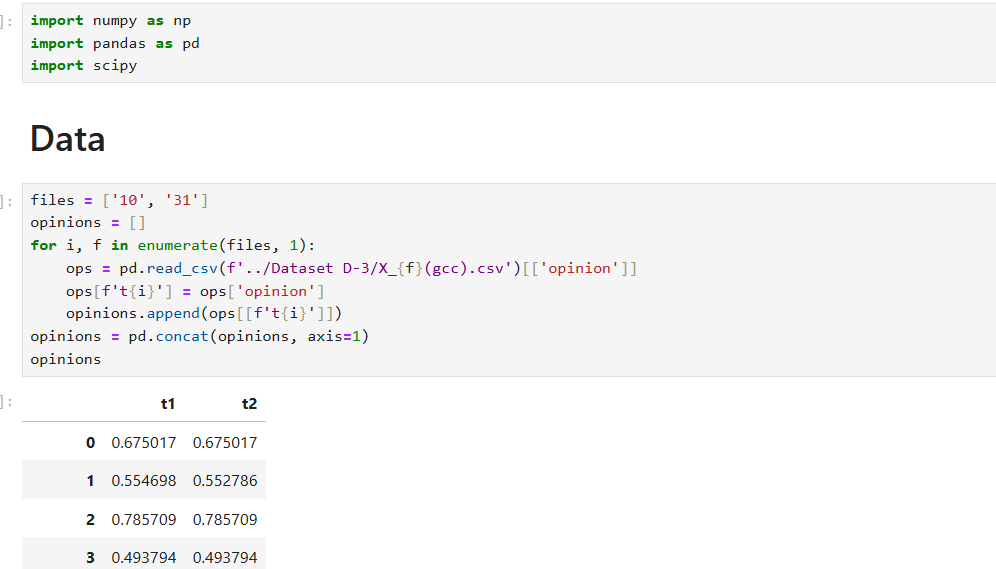 ]:
import numpy as np
import pandas as pd
import scipy
Data
]:
files = ['10', '31']
opinions = []
for i, f in enumerate(files, 1):
    ops = pd.read_csv(f'../Dataset D-3/X_{f}(gcc).csv')[['opinion']]
    ops[f't{i}'] = ops['opinion']
    opinions.append(ops[[f't{i}']])
opinions = pd.concat(opinions, axis=1)
opinions
]:
t1 t2
0 0.675017 0.675017
1 0.554698 0.552786
2 0.785709 0.785709
3 0.493794 0.493794